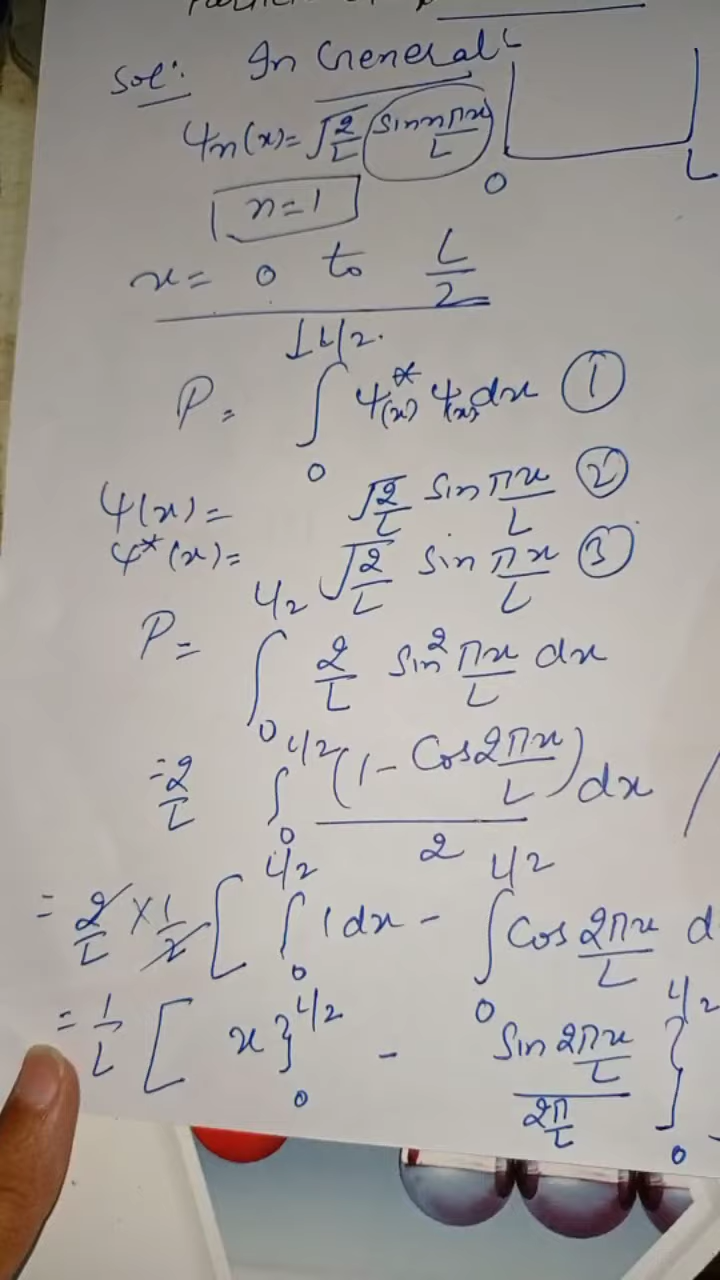 Sol: In General
ψn(x)= √2/L sin nπx/L
0 L
n=1
x= 0 to L/2
P= ∫₀^L/2 ψ*(x) ψ(x) dx ①
ψ(x)= √2/L sin πx/L ②
ψ*(x)= √2/L sin πx/L ③
P= ∫₀^L/2 2/L sin² πx/L dx
=2/L ∫₀^L/2 (1- cos 2πx/L)/2 dx
= 2/L × 1/2 [ ∫₀^L/2 1dx - ∫₀^L/2 cos 2πx/L d
= 1/L [ x}₀^L/2 - sin 2πx/L / 2π/L }₀^L/2 ]